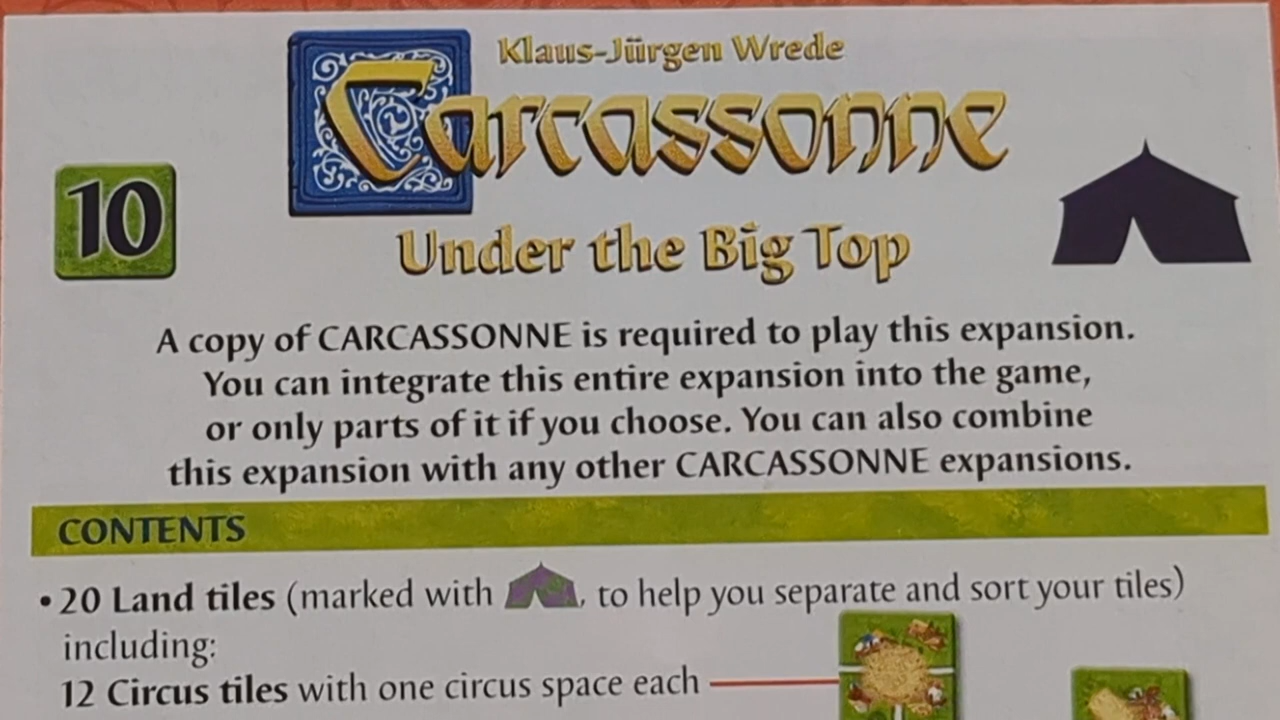 Klaus-Jürgen Wrede
Carcassonne
10
Under the Big Top
A copy of CARCASSONNE is required to play this expansion.
You can integrate this entire expansion into the game,
or only parts of it if you choose. You can also combine
this expansion with any other CARCASSONNE expansions.
CONTENTS
• 20 Land tiles (marked with , to help you separate and sort your tiles)
including:
12 Circus tiles with one circus space each